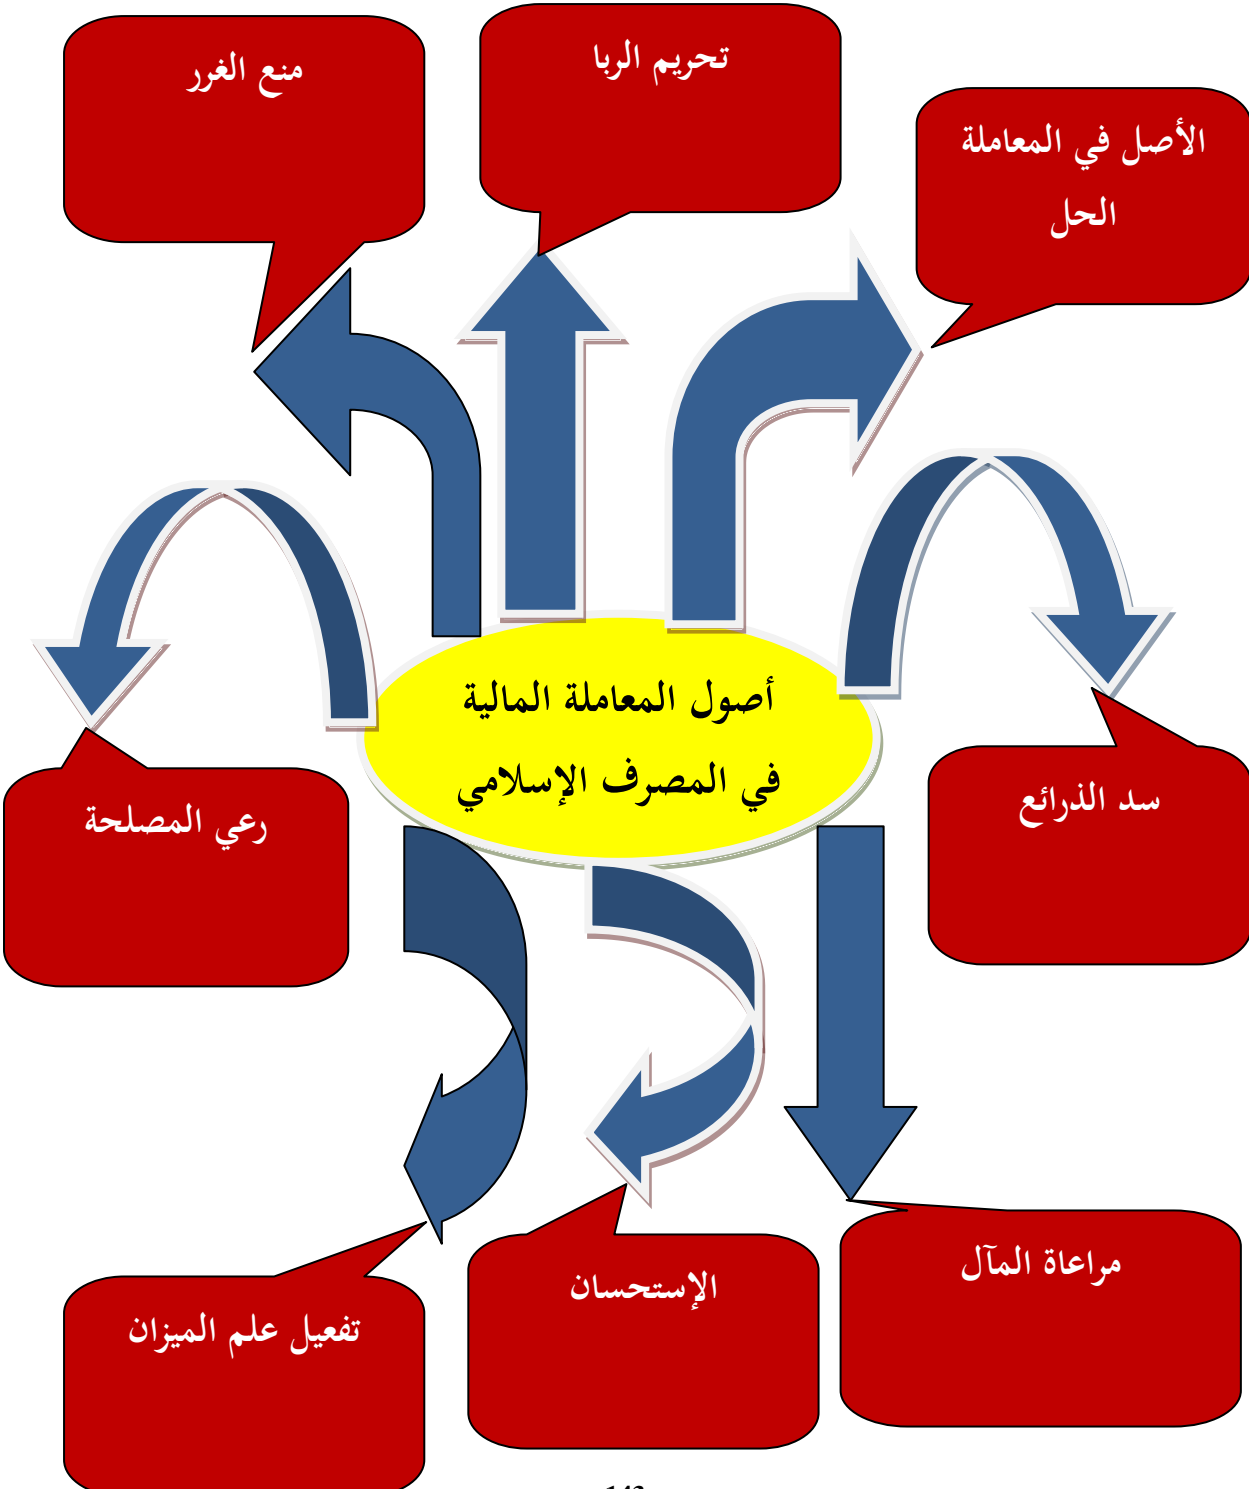 الأصل في المعاملة
الحل
تحريم الربا
منع الغرر
أصول المعاملة المالية
في المصرف الإسلامي
سد الذرائع
رعي المصلحة
مراعاة المآل
الإستحسان
تفعيل علم الميزان